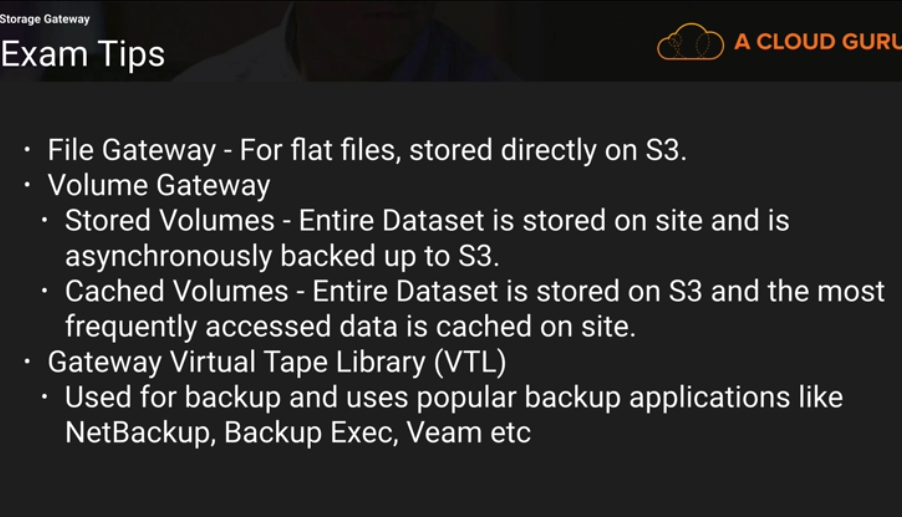 Storage Gateway
Exam Tips
A CLOUD GURU
· File Gateway - For flat files, stored directly on S3.
· Volume Gateway
· Stored Volumes - Entire Dataset is stored on site and is
asynchronously backed up to S3.
· Cached Volumes - Entire Dataset is stored on S3 and the most
frequently accessed data is cached on site.
· Gateway Virtual Tape Library (VTL)
· Used for backup and uses popular backup applications like
NetBackup, Backup Exec, Veam etc